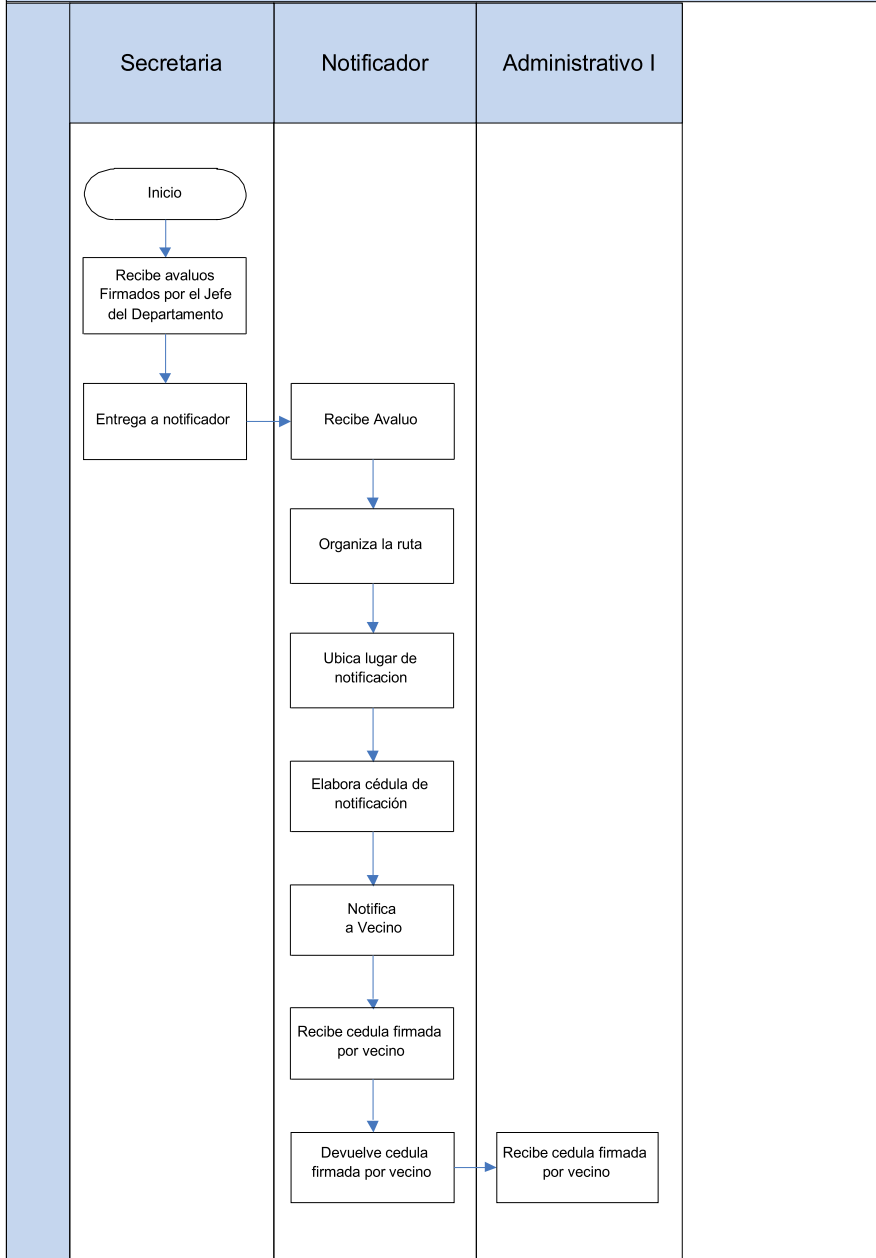 Secretaria
Notificador
Administrativo I
Inicio
Recibe avaluos
Firmados por el Jefe
del Departamento
Entrega a notificador
Recibe Avaluo
Organiza la ruta
Ubica lugar de
notificacion
Elabora cédula de
notificación
Notifica
a Vecino
Recibe cedula firmada
por vecino
Devuelve cedula
firmada por vecino
Recibe cedula firmada
por vecino